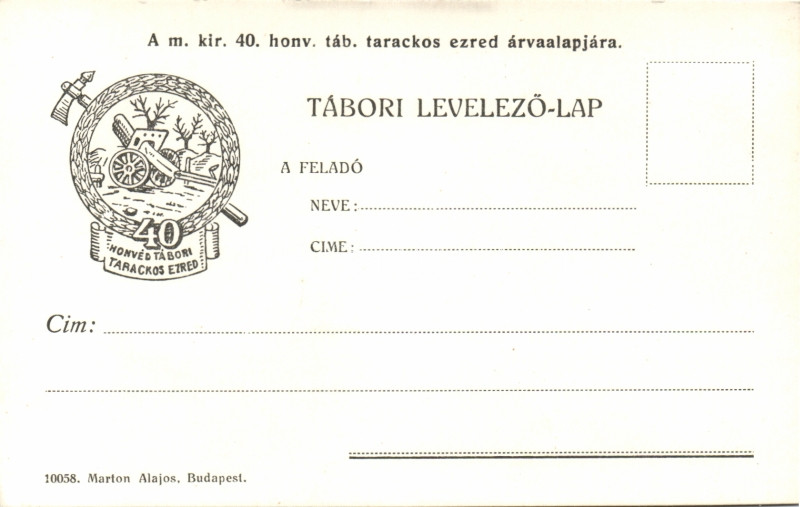 A m. kir. 40. honv. táb. tarackos ezred árvaalapjára.
TÁBORI LEVELEZŐ-LAP
A FELADÓ
NEVE:
CIME:
40
HONVÉD TÁBORI
TARACKOS EZRED
Cim:
10058. Marton Alajos, Budapest.